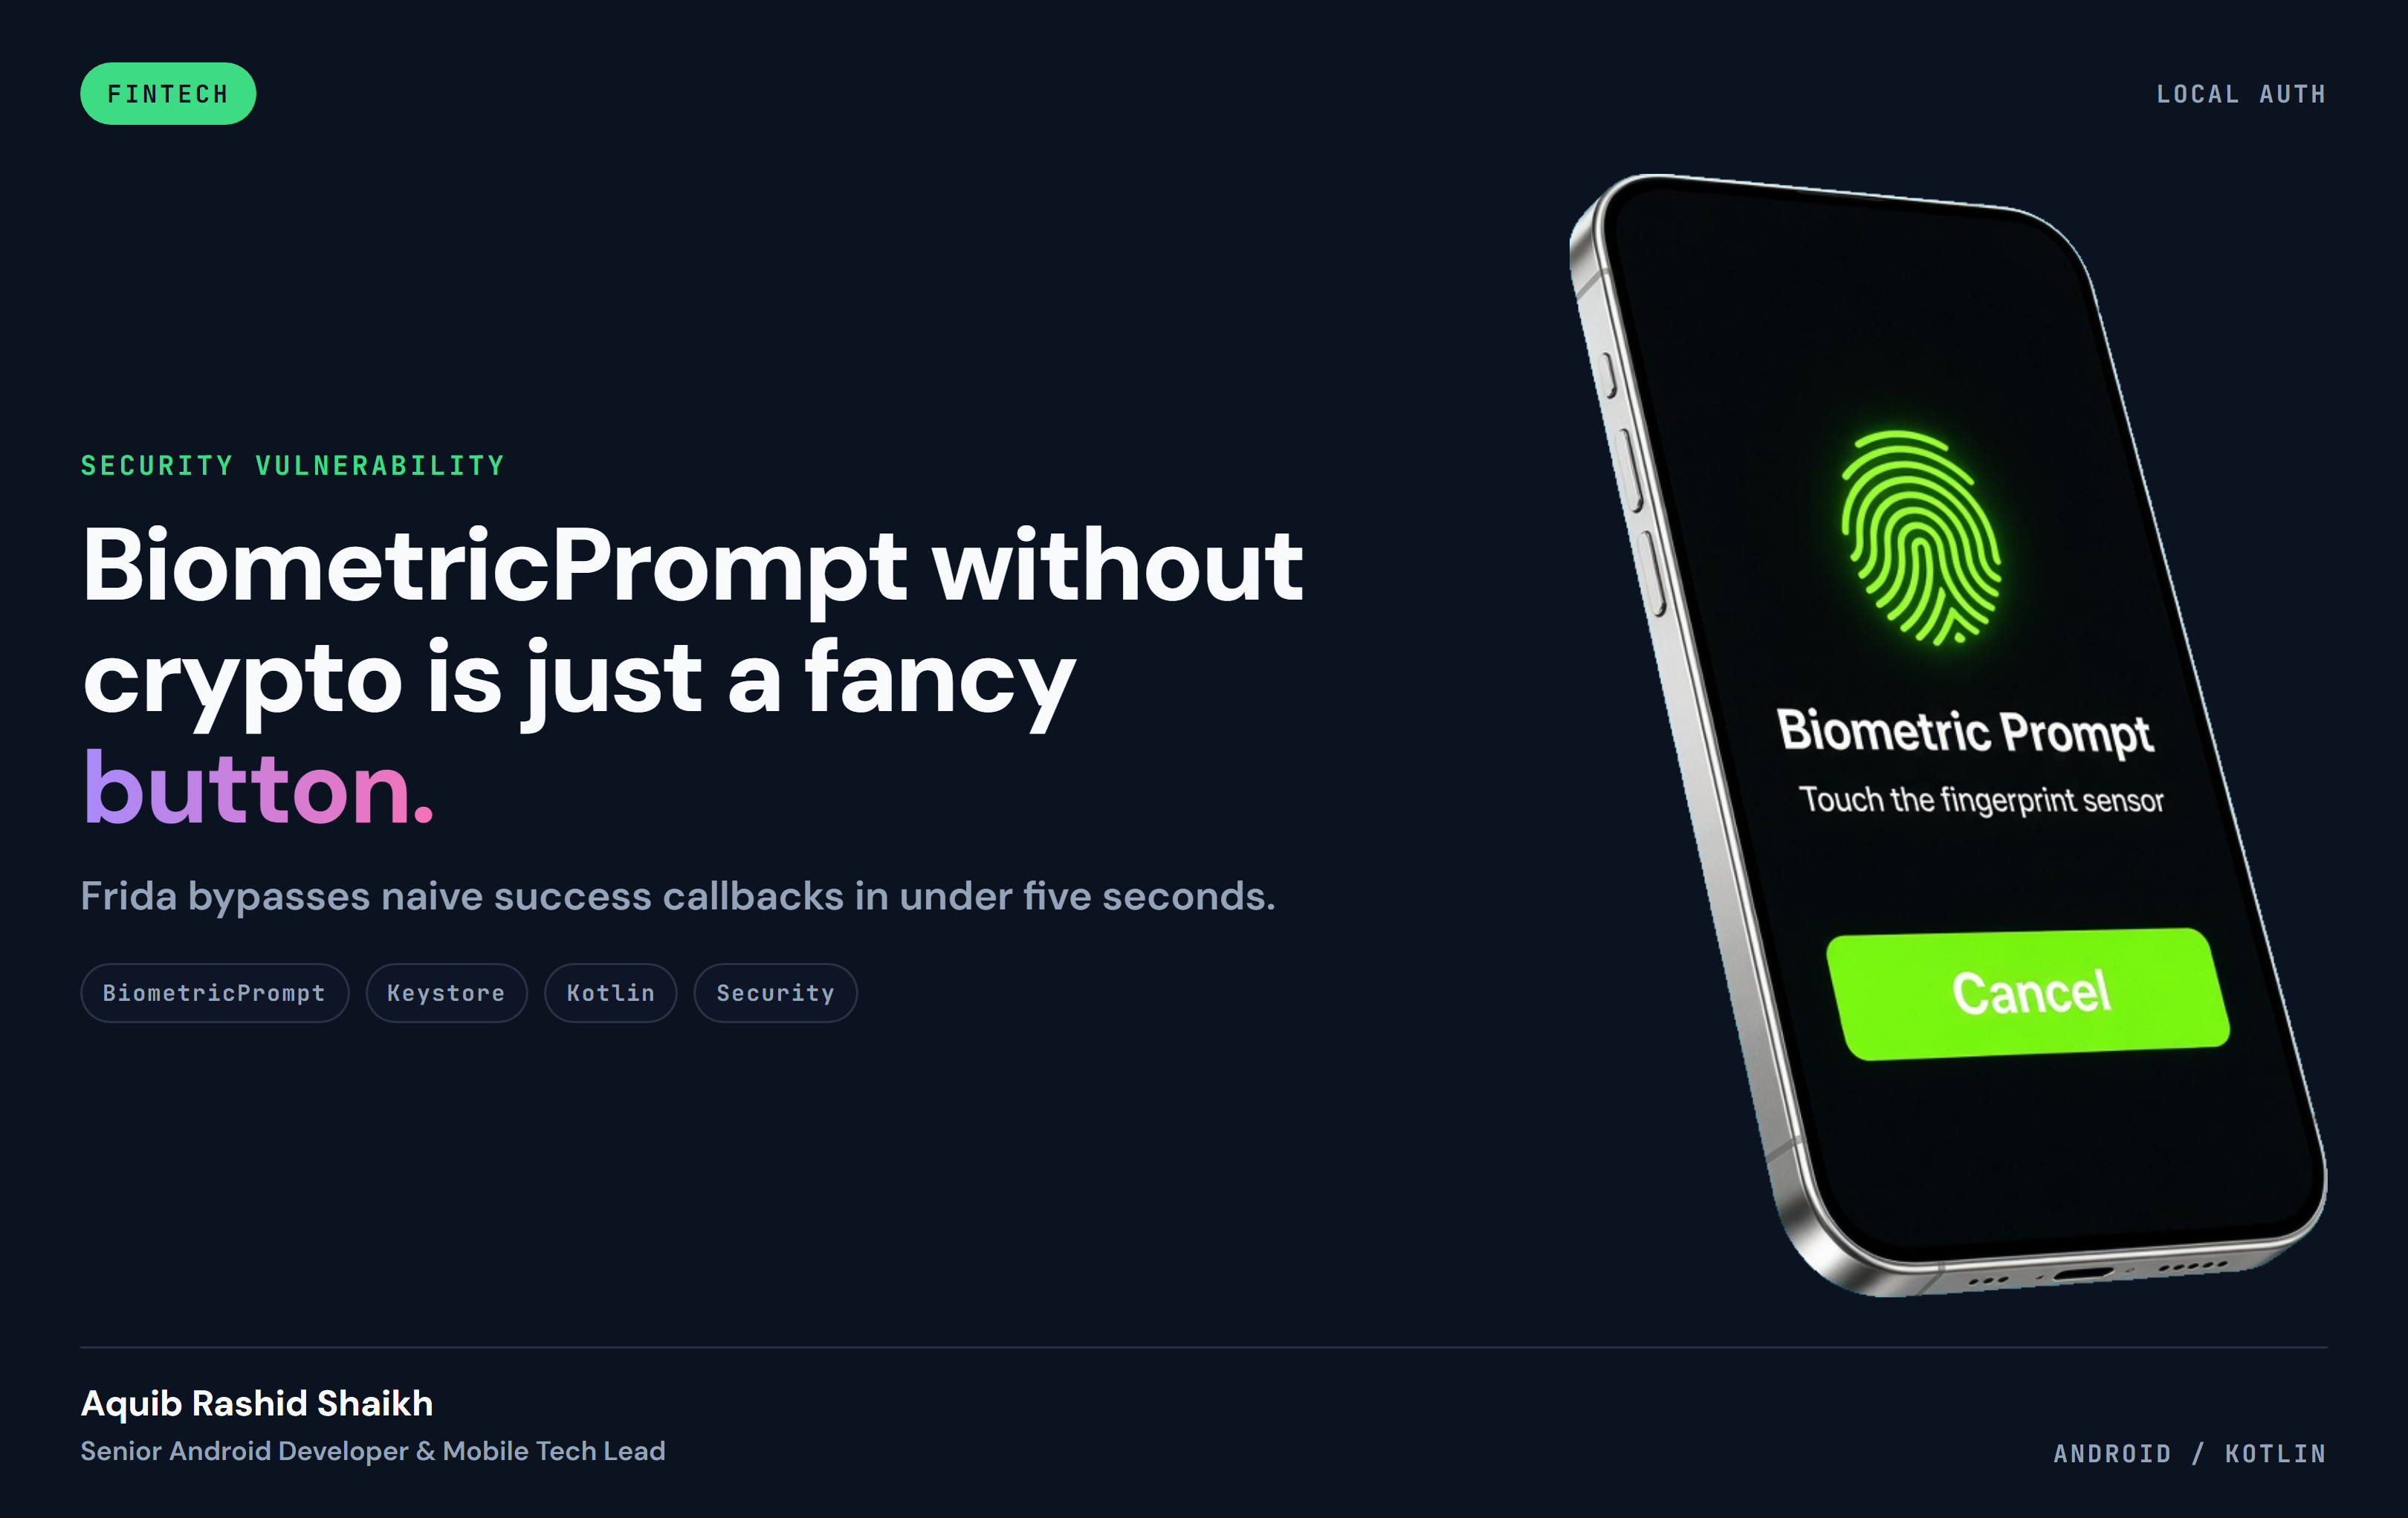 FINTECH
LOCAL AUTH
SECURITY VULNERABILITY
BiometricPrompt without
crypto is just a fancy
button.
Frida bypasses naive success callbacks in under five seconds.
BiometricPrompt
Keystore
Kotlin
Security
Biometric Prompt
Touch the fingerprint sensor
Cancel
Aquib Rashid Shaikh
Senior Android Developer & Mobile Tech Lead
ANDROID / KOTLIN